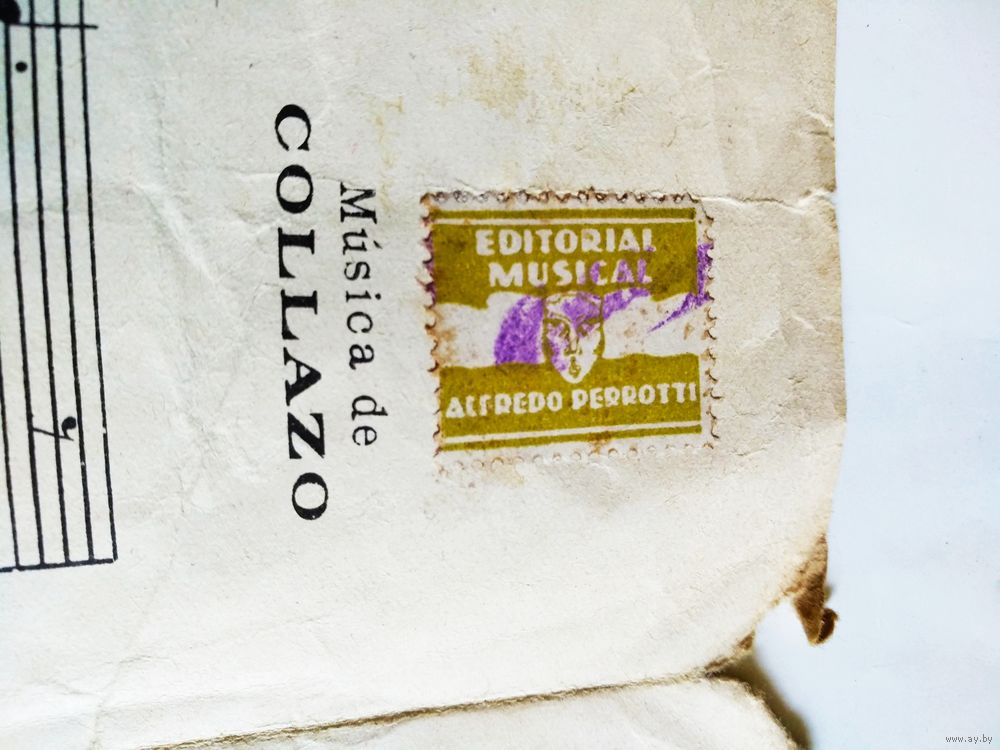 Música de
COLLAZO
EDITORIAL
MUSICAL
ALFREDO PERROTTI
www.ay.by